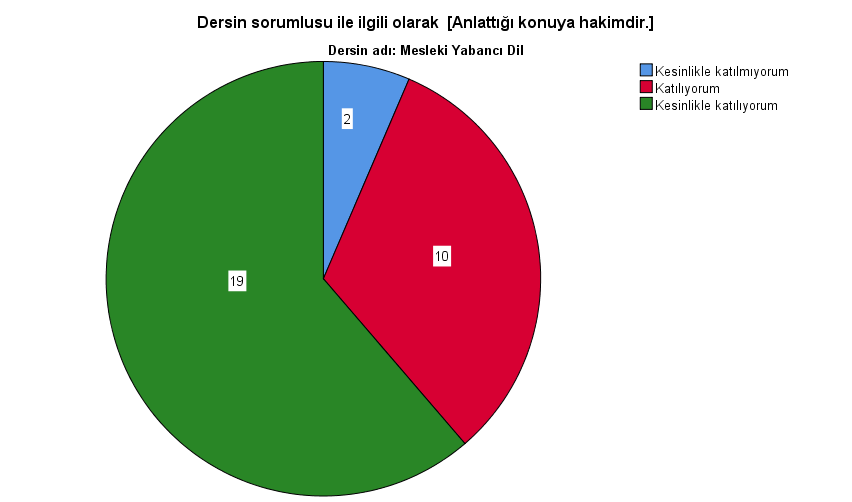 Dersin sorumlusu ile ilgili olarak [Anlattığı konuya hakimdir.]
Dersin adı: Mesleki Yabancı Dil
Kesinlikle katılmıyorum
Katılıyorum
Kesinlikle katılıyorum
2
10
19